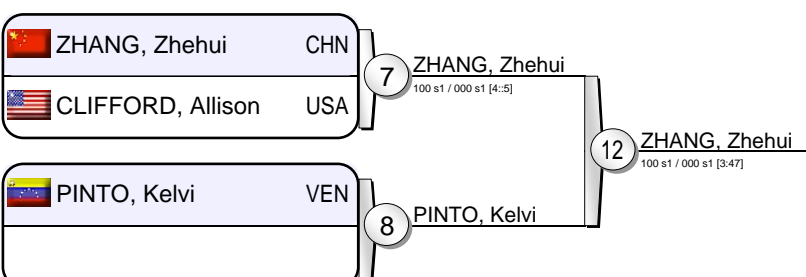 ZHANG, Zhehui CHN
CLIFFORD, Allison USA
7
ZHANG, Zhehui
100 s1 / 000 s1 [4::5]
PINTO, Kelvi VEN
8
PINTO, Kelvi
12
ZHANG, Zhehui
100 s1 / 000 s1 [3:47]